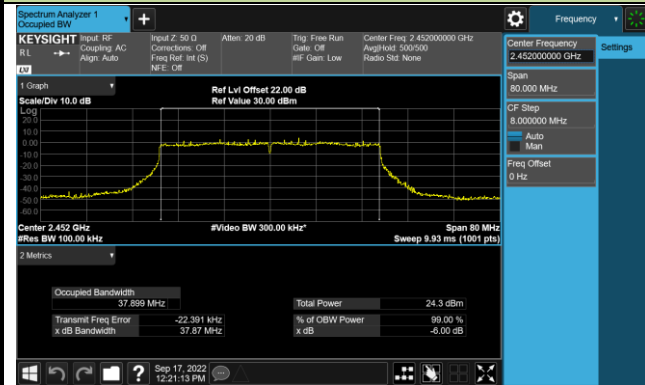 Spectrum Analyzer 1
Occupied BW
+
Frequency
KEYSIGHT
RL
LXI
Input: RF
Coupling: AC
Align: Auto
Input Z: 50 Ω
Corrections: Off
Freq Ref: Int (S)
NFE: Off
Atten: 20 dB
Trig: Free Run
Gate: Off
#IF Gain: Low
Center Freq: 2.452000000 GHz
Avg|Hold: 500/500
Radio Std: None
Center Frequency
2.452000000 GHz
Settings
Span
80.000 MHz
CF Step
8.000000 MHz
Auto
Man
Freq Offset
0 Hz
1 Graph
Scale/Div 10.0 dB
Ref Lvl Offset 22.00 dB
Ref Value 30.00 dBm
Log
20.0
10.0
0.00
-10.0
-20.0
-30.0
-40.0
-50.0
-60.0
Center 2.452 GHz
#Res BW 100.00 kHz
#Video BW 300.00 kHz*
Span 80 MHz
Sweep 9.93 ms (1001 pts)
2 Metrics
Occupied Bandwidth
37.899 MHz
Total Power 24.3 dBm
Transmit Freq Error -22.391 kHz
% of OBW Power 99.00 %
x dB Bandwidth 37.87 MHz
x dB -6.00 dB
?
Sep 17, 2022
12:21:13 PM